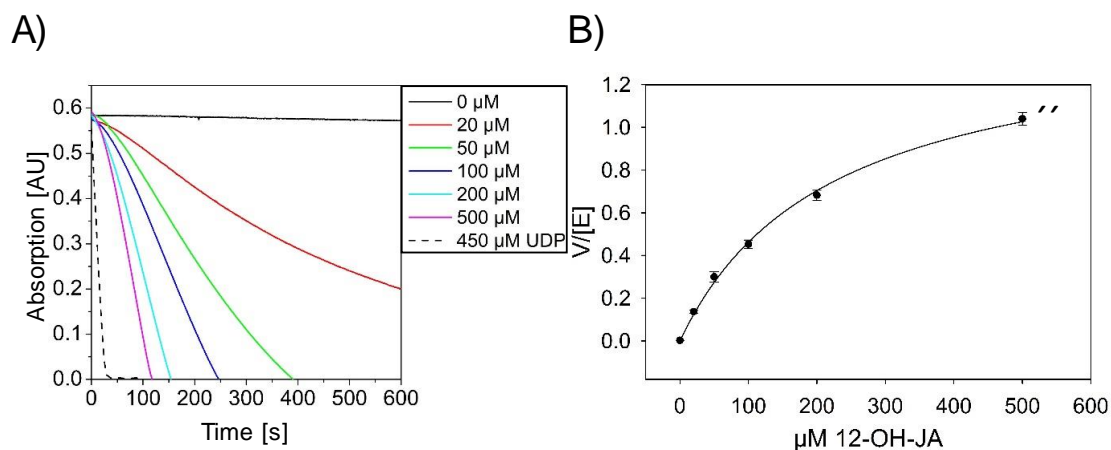 A)
Absorption [AU]
0.6
0.5
0.4
0.3
0.2
0.1
0.0
0 100 200 300 400 500 600
Time [s]
0 µM
20 µM
50 µM
100 µM
200 µM
500 µM
450 µM UDP
B)
V/[E]
1.2
1.0
0.8
0.6
0.4
0.2
0.0
0 100 200 300 400 500 600
µM 12-OH-JA